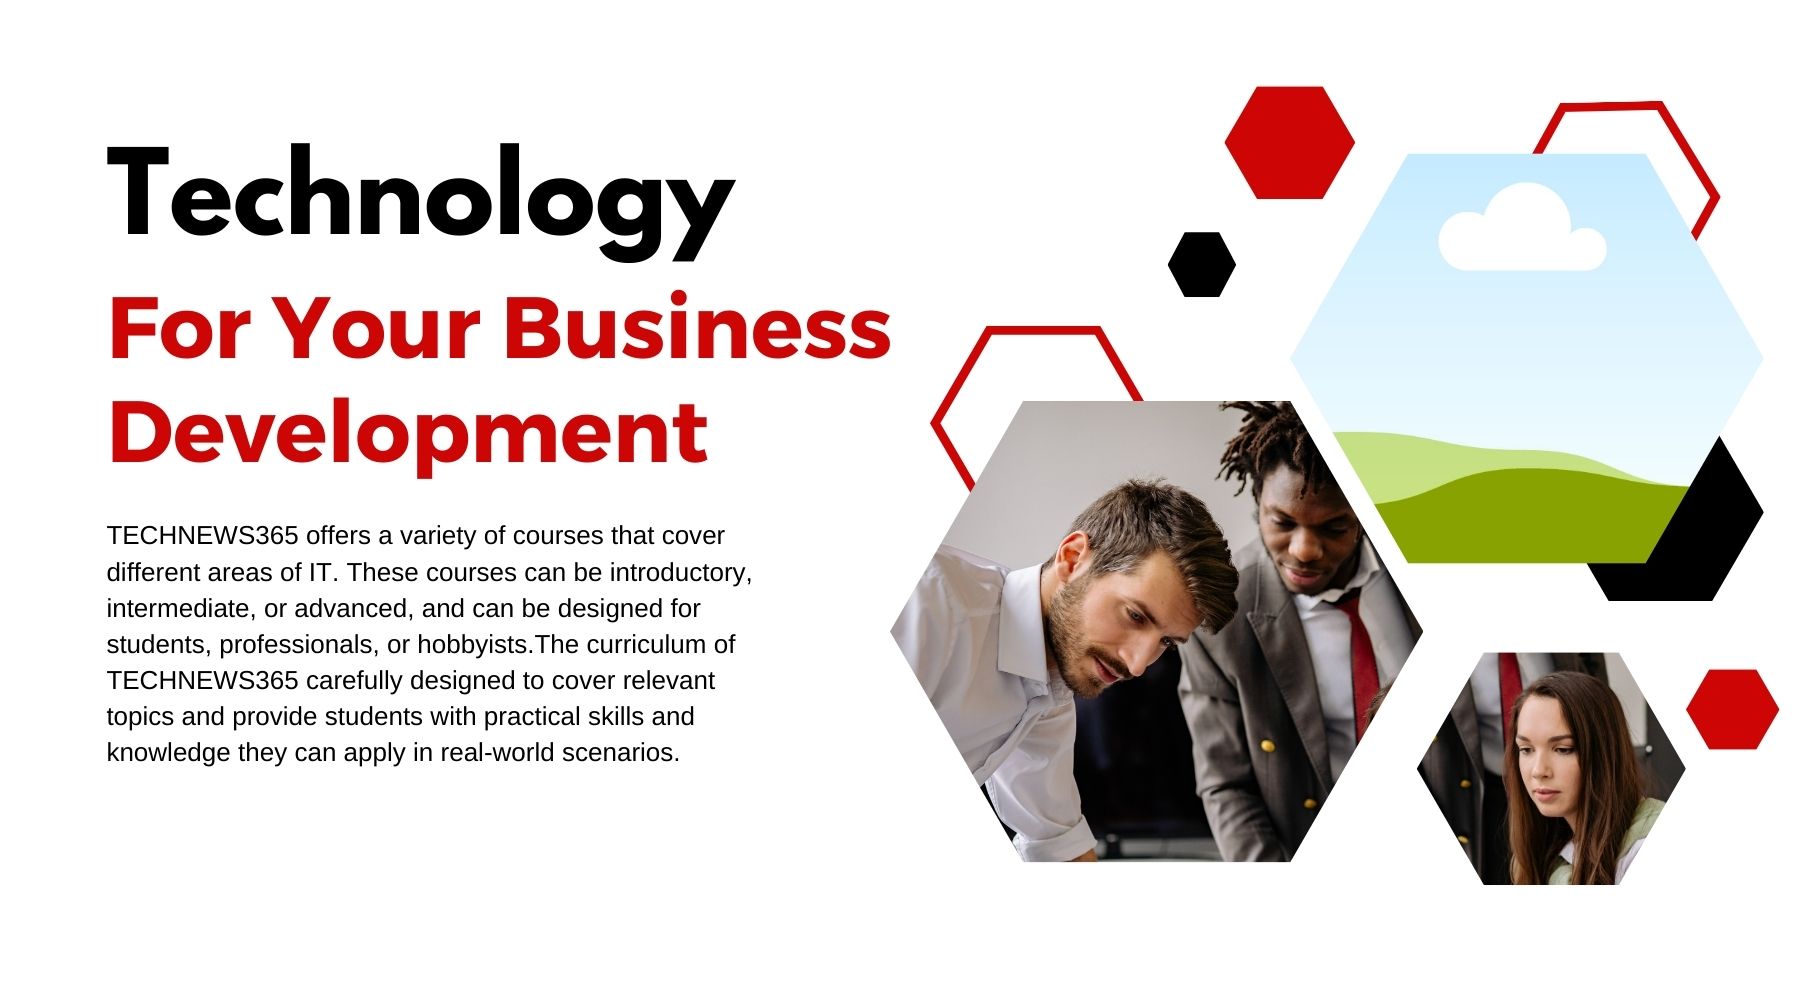 Technology
For Your Business
Development
TECHNEWS365 offers a variety of courses that cover
different areas of IT. These courses can be introductory,
intermediate, or advanced, and can be designed for
students, professionals, or hobbyists.The curriculum of
TECHNEWS365 carefully designed to cover relevant
topics and provide students with practical skills and
knowledge they can apply in real-world scenarios.